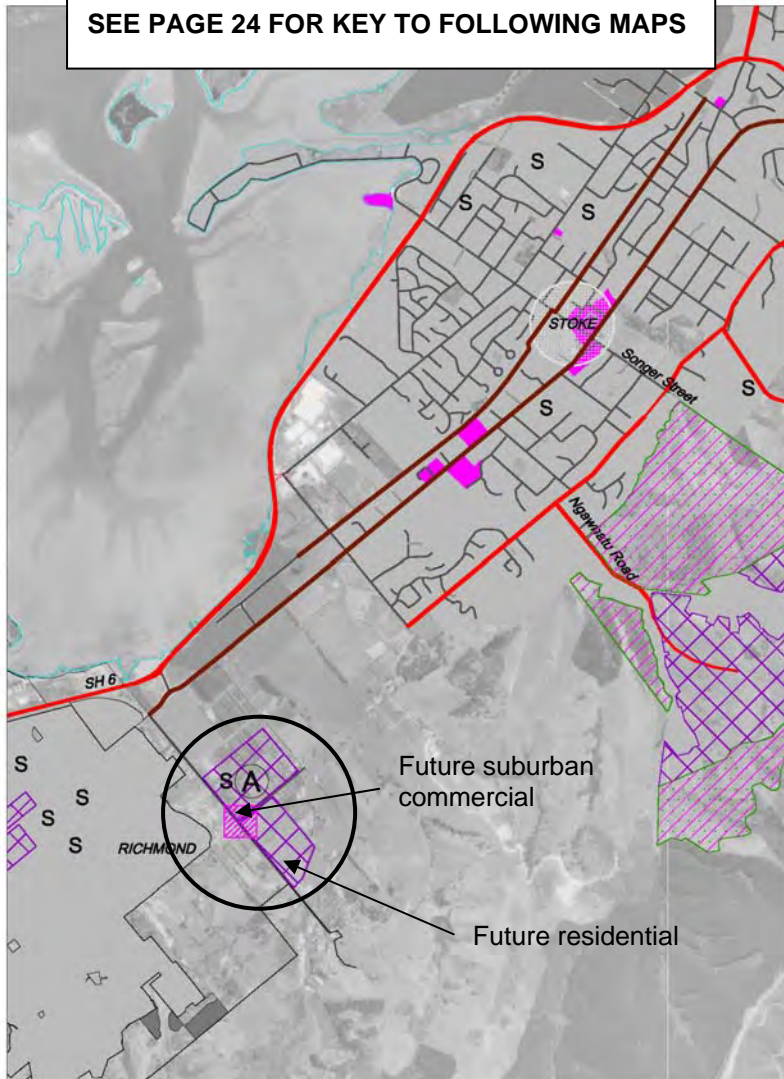 SEE PAGE 24 FOR KEY TO FOLLOWING MAPS
S
S
S
STOKE
Songer Street
S
S
Ngawhatu Road
SH 6
S
A
S
S
S
S
RICHMOND
Future suburban
commercial
Future residential